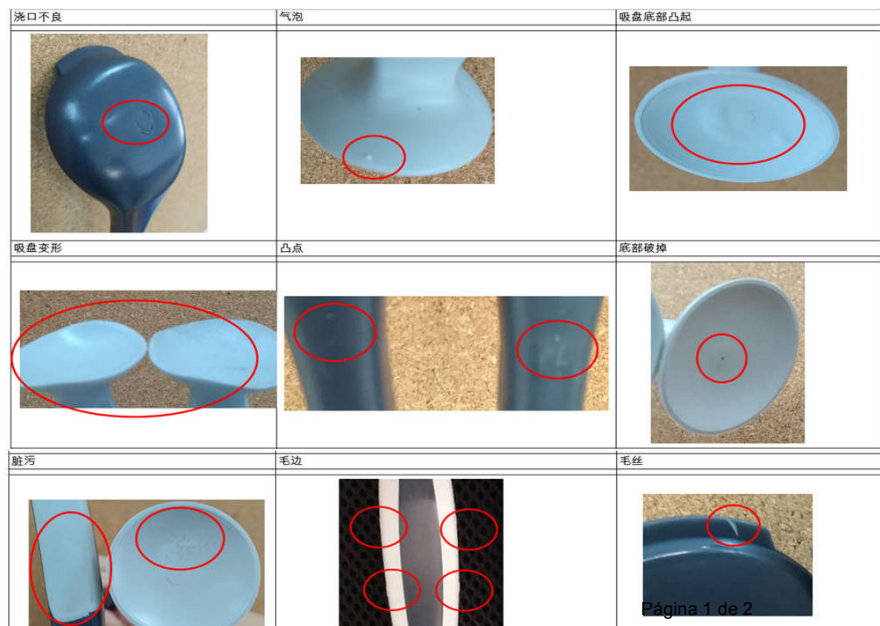 浇口不良
气泡
吸盘底部凸起
吸盘变形
凸点
底部破掉
脏污
毛边
毛丝
Página 1 de 2